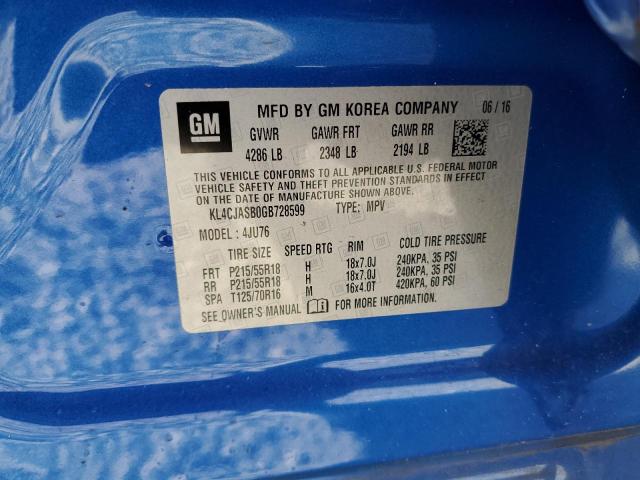 GM
MFD BY GM KOREA COMPANY 06 / 16
GVWR GAWR FRT GAWR RR
4286 LB 2348 LB 2194 LB
THIS VEHICLE CONFORMS TO ALL APPLICABLE U.S. FEDERAL MOTOR
VEHICLE SAFETY AND THEFT PREVENTION STANDARDS IN EFFECT
ON THE DATE OF MANUFACTURE SHOWN ABOVE.
KL4CJASB0GB728599 TYPE: MPV
MODEL : 4JU76
TIRE SIZE SPEED RTG RIM COLD TIRE PRESSURE
FRT P215/55R18 H 18x7.0J 240KPA, 35 PSI
RR P215/55R18 H 18x7.0J 240KPA, 35 PSI
SPA T125/70R16 M 16x4.0T 420KPA, 60 PSI
SEE OWNER'S MANUAL FOR MORE INFORMATION.